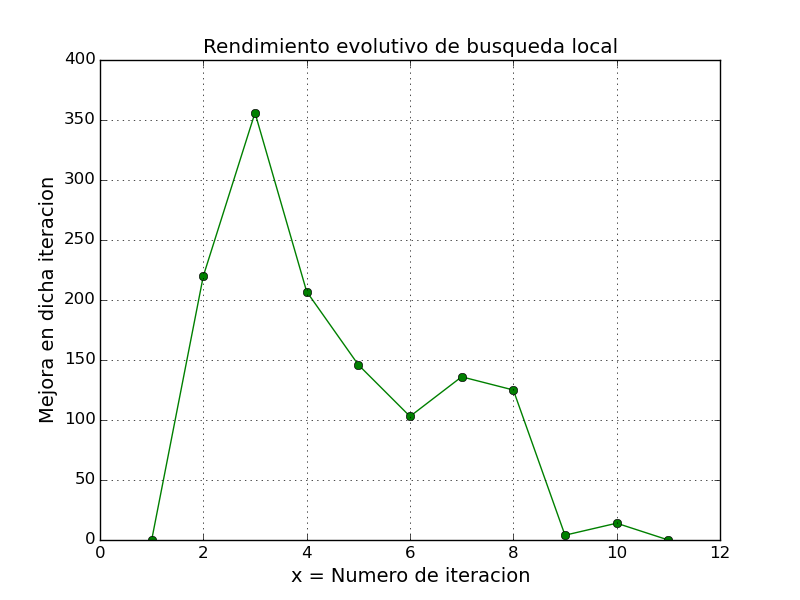 Rendimiento evolutivo de busqueda local
400
350
300
250
200
150
100
50
0
Mejora en dicha iteracion
0 2 4 6 8 10 12
x = Numero de iteracion